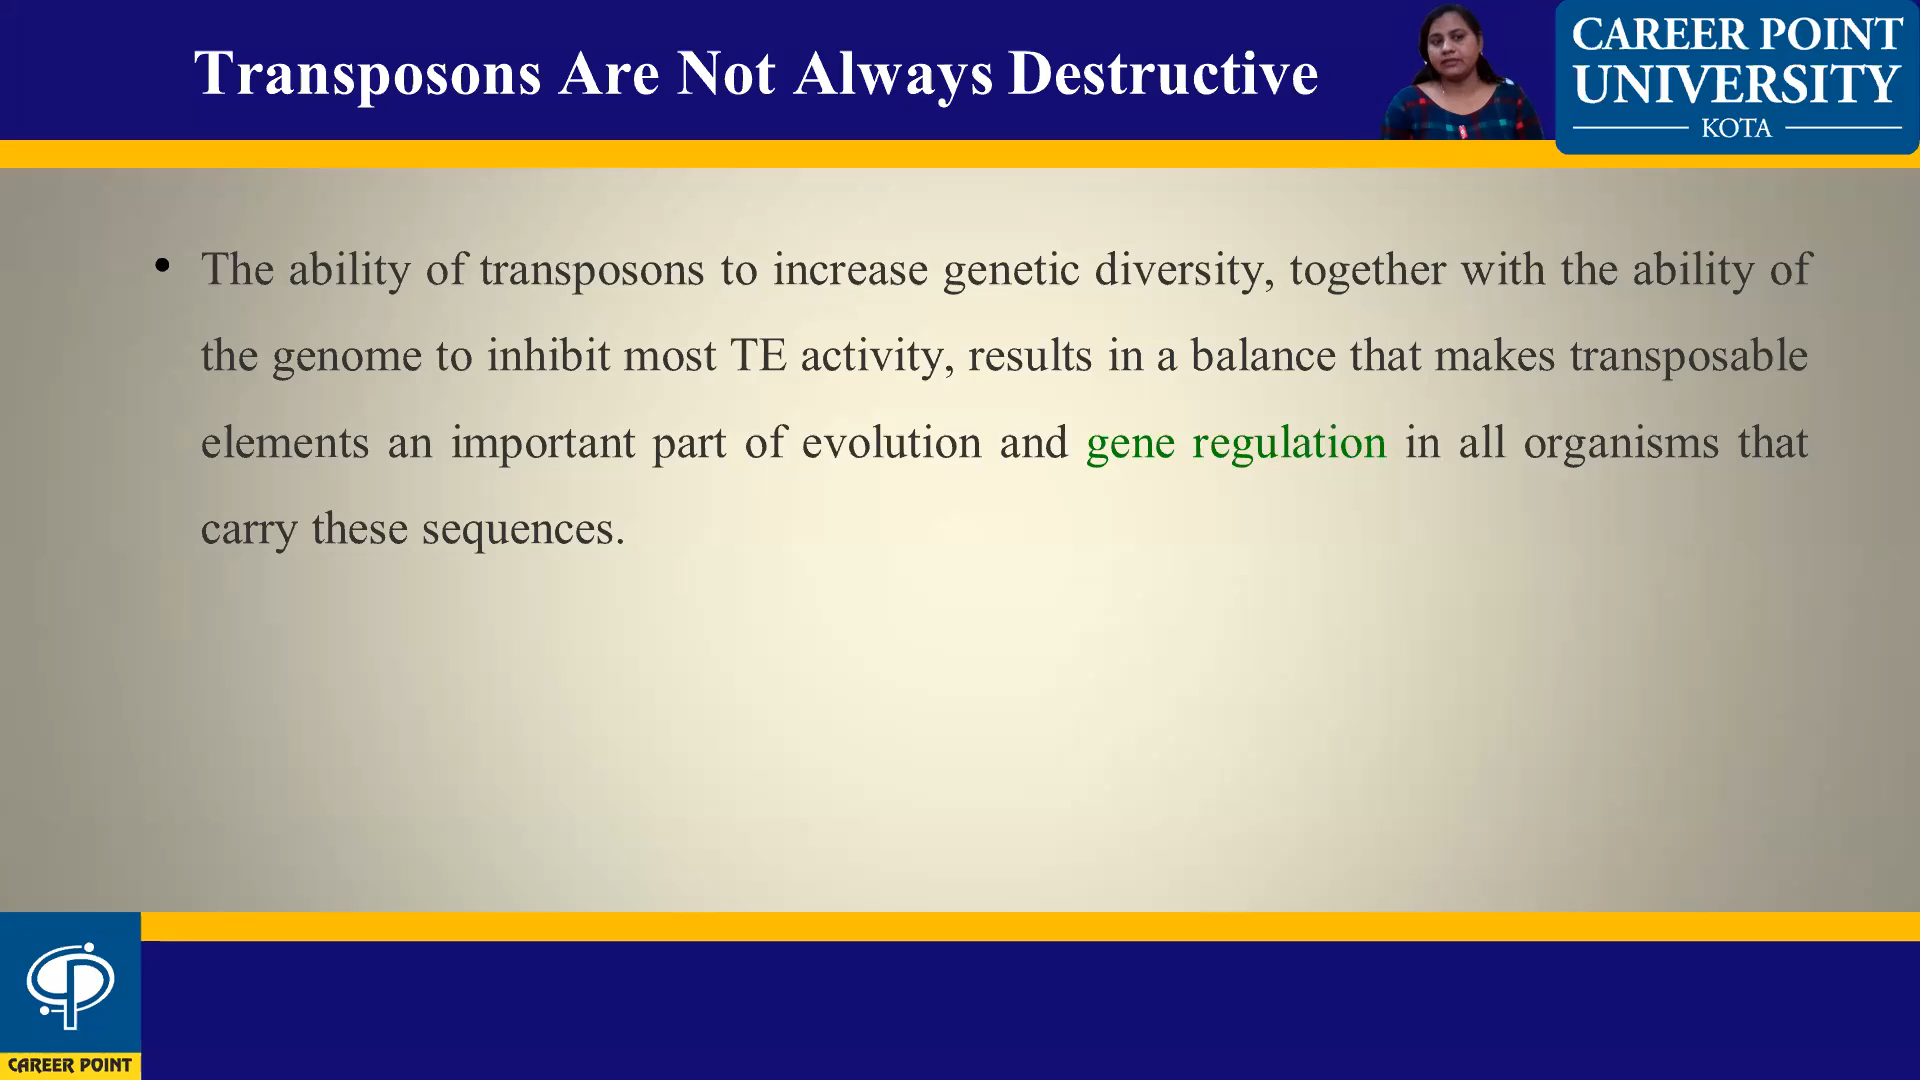 Transposons Are Not Always Destructive
CAREER POINT
UNIVERSITY
KOTA
• The ability of transposons to increase genetic diversity, together with the ability of
the genome to inhibit most TE activity, results in a balance that makes transposable
elements an important part of evolution and gene regulation in all organisms that
carry these sequences.
CAREER POINT